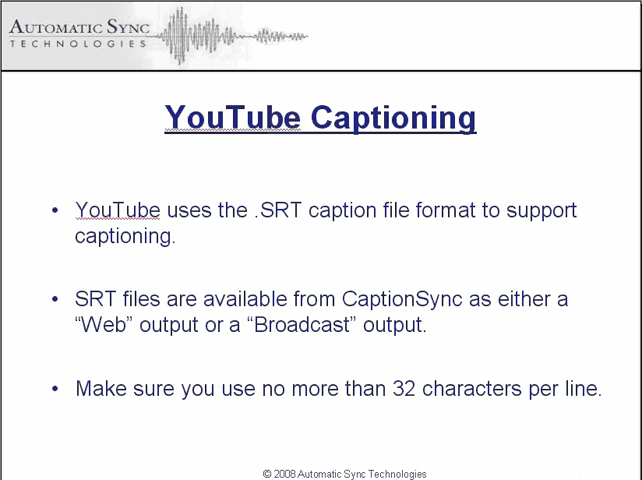 AUTOMATIC SYNC
TECHNOLOGIES
YouTube Captioning
• YouTube uses the .SRT caption file format to support
captioning.
• SRT files are available from CaptionSync as either a
“Web” output or a “Broadcast” output.
• Make sure you use no more than 32 characters per line.
© 2008 Automatic Sync Technologies